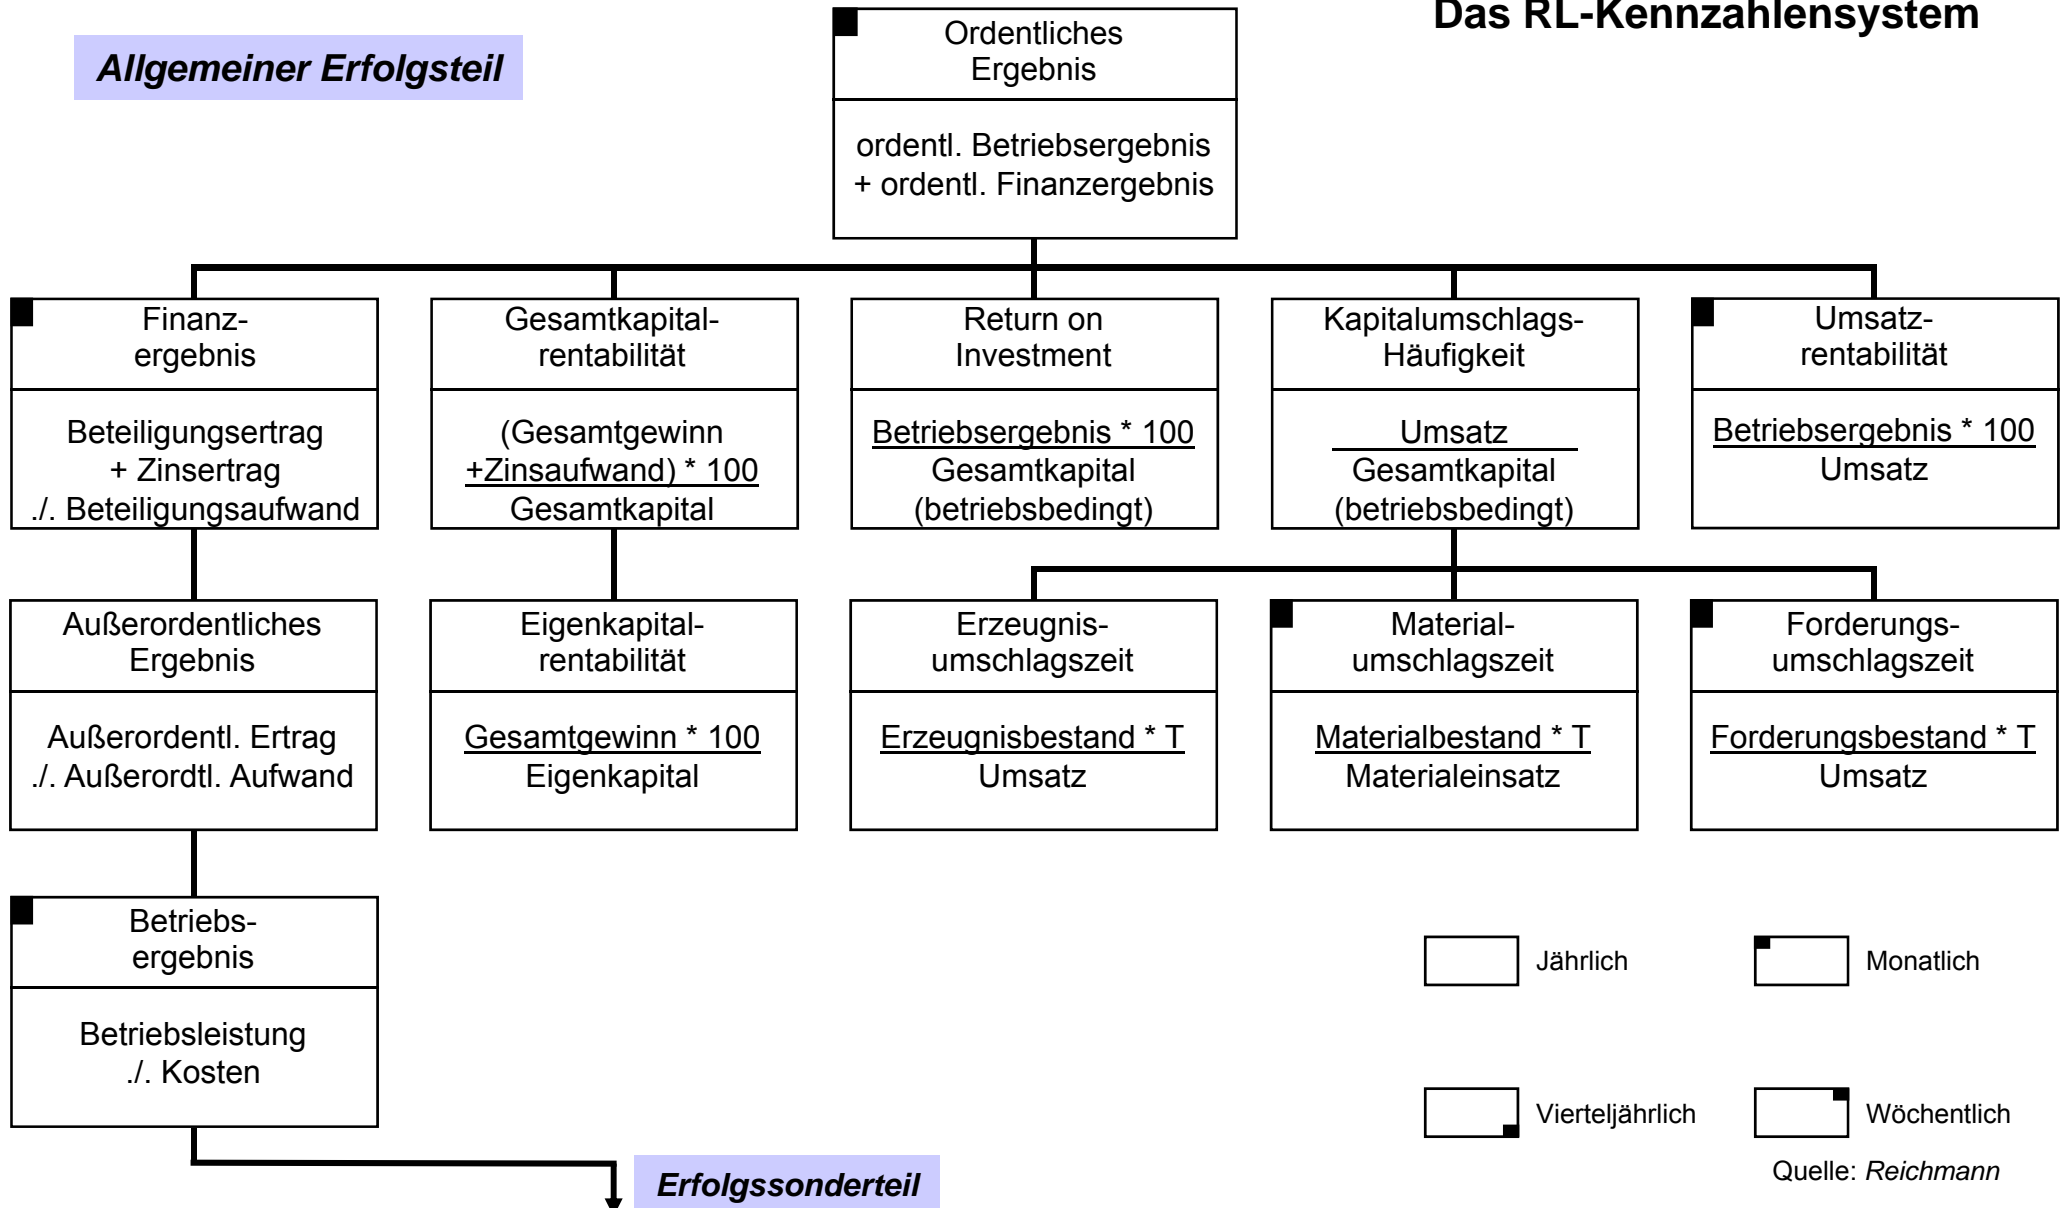 Das RL-Kennzahlensystem
Allgemeiner Erfolgsteil
Ordentliches
Ergebnis
ordentl. Betriebsergebnis
+ ordentl. Finanzergebnis
Finanz-
ergebnis
Beteiligungsertrag
+ Zinsertrag
./. Beteiligungsaufwand
Gesamtkapital-
rentabilität
(Gesamtgewinn
+Zinsaufwand) * 100
Gesamtkapital
Return on
Investment
Betriebsergebnis * 100
Gesamtkapital
(betriebsbedingt)
Kapitalumschlags-
Häufigkeit
Umsatz
Gesamtkapital
(betriebsbedingt)
Umsatz-
rentabilität
Betriebsergebnis * 100
Umsatz
Außerordentliches
Ergebnis
Außerordentl. Ertrag
./. Außerordtl. Aufwand
Eigenkapital-
rentabilität
Gesamtgewinn * 100
Eigenkapital
Erzeugnis-
umschlagszeit
Erzeugnisbestand * T
Umsatz
Material-
umschlagszeit
Materialbestand * T
Materialeinsatz
Forderungs-
umschlagszeit
Forderungsbestand * T
Umsatz
Betriebs-
ergebnis
Betriebsleistung
./. Kosten
Jährlich
Monatlich
Vierteljährlich
Wöchentlich
Quelle: Reichmann
Erfolgssonderteil